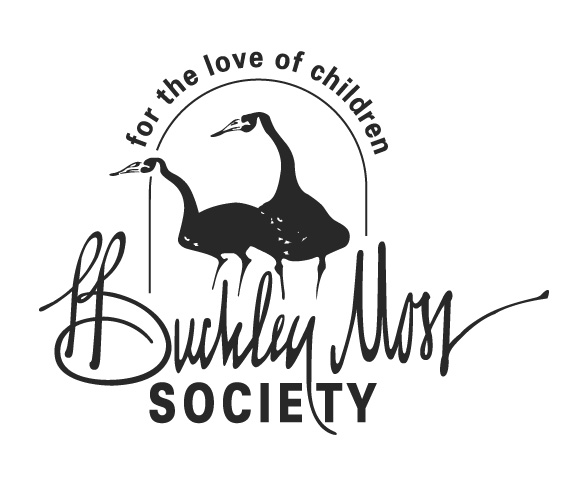 for the love of children
P Buckley Moss
SOCIETY